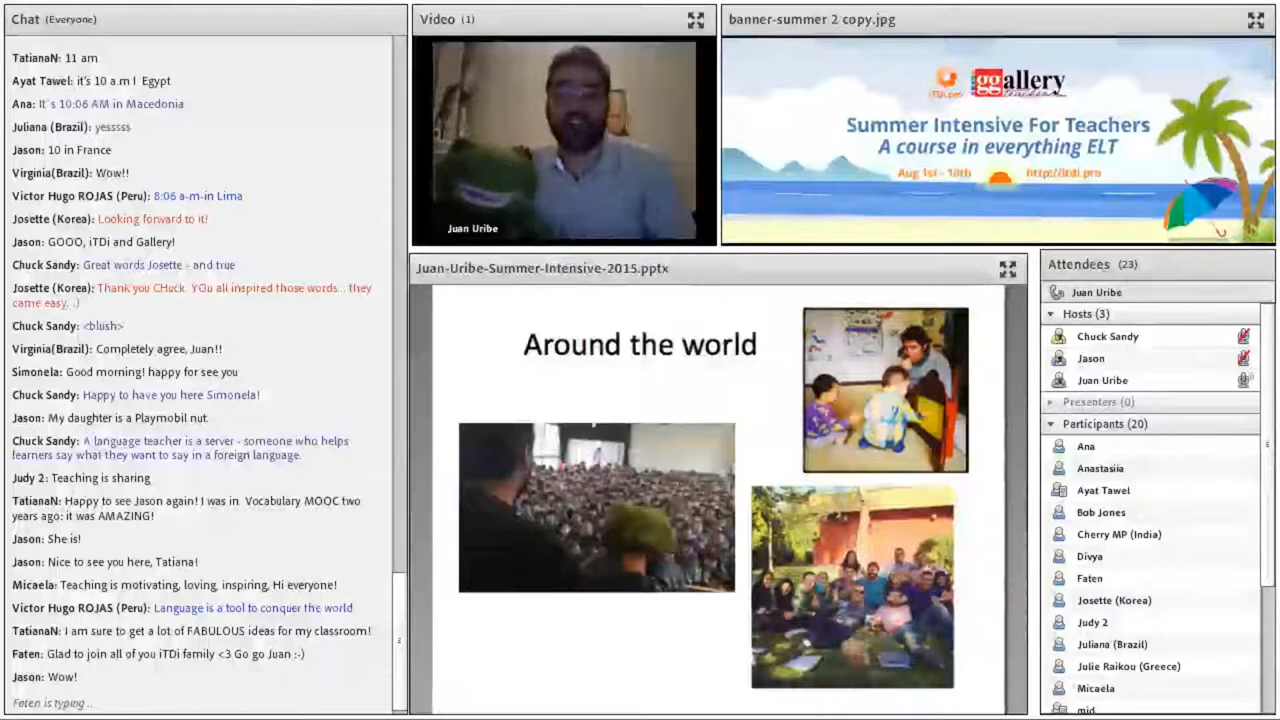 Chat (Everyone)
TatianaN: 11 am
Ayat Tawel: it's 10 a.m I Egypt
Ana: It`s 10:06 AM in Macedonia
Juliana (Brazil): yesssss
Jason: 10 in France
Virginia(Brazil): Wow!!
Victor Hugo ROJAS (Peru): 8:06 a-m-in Lima
Josette (Korea): Looking forward to it!
Jason: GOOO, iTDi and Gallery!
Chuck Sandy: Great words Josette - and true
Josette (Korea): Thank you CHuck. YOu all inspired those words... they
came easy. :)
Chuck Sandy: <blush>
Virginia(Brazil): Completely agree, Juan!!
Simonela: Good morning! happy for see you
Chuck Sandy: Happy to have you here Simonela!
Jason: My daughter is a Playmobil nut.
Chuck Sandy: A language teacher is a server - someone who helps
learners say what they want to say in a foreign language.
Judy 2: Teaching is sharing
TatianaN: Happy to see Jason again! I was in Vocabulary MOOC two
years ago: it was AMAZING!
Jason: She is!
Jason: Nice to see you here, Tatiana!
Micaela: Teaching is motivating, loving, inspiring, Hi everyone!
Victor Hugo ROJAS (Peru): Language is a tool to conquer the world
TatianaN: I am sure to get a lot of FABULOUS ideas for my classroom!
Faten: Glad to join all of you iTDi family <3 Go go Juan ;-)
Jason: Wow!
Faten is typing ..
Video (1)
Juan Uribe
banner-summer 2 copy.jpg
iTDi.pro
ggallery
teachers
Summer Intensive For Teachers
A course in everything ELT
Aug 1st - 10th http://itdi.pro
Juan-Uribe-Summer-Intensive-2015.pptx
Around the world
Attendees (23)
Juan Uribe
Hosts (3)
Chuck Sandy
Jason
Juan Uribe
Presenters (0)
Participants (20)
Ana
Anastasiia
Ayat Tawel
Bob Jones
Cherry MP (India)
Divya
Faten
Josette (Korea)
Judy 2
Juliana (Brazil)
Julie Raikou (Greece)
Micaela
mid